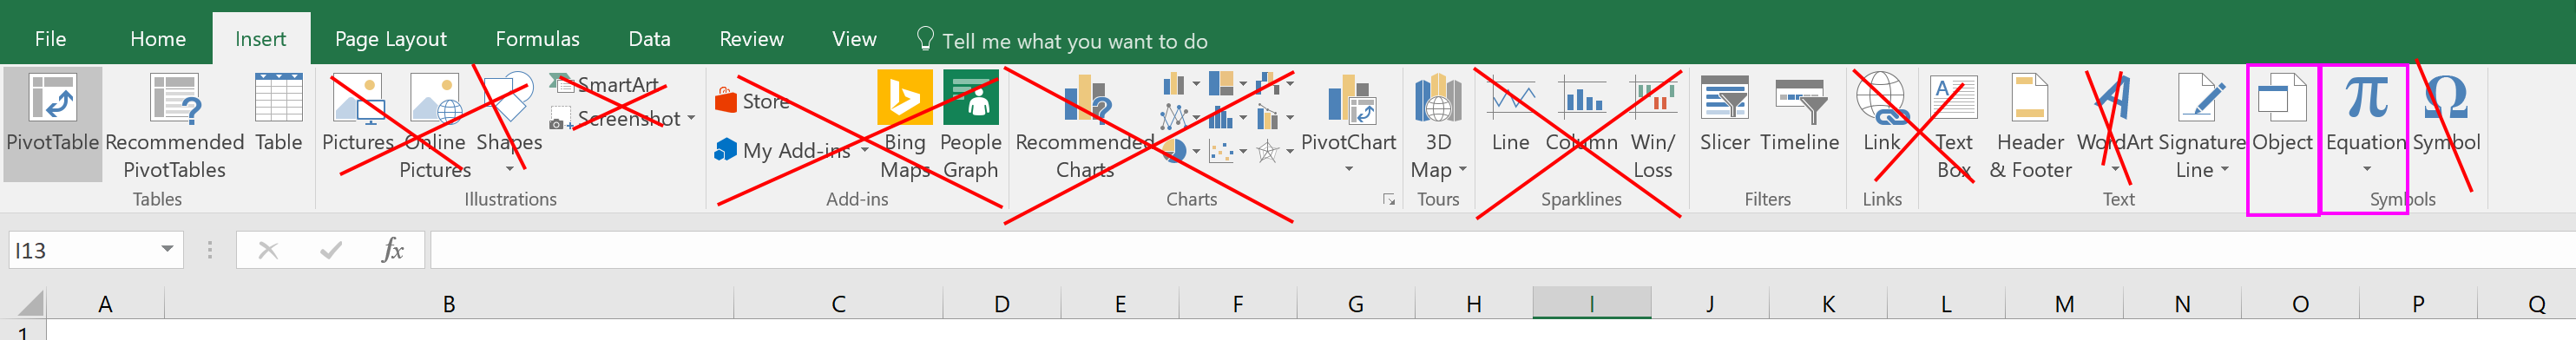 File Home Insert Page Layout Formulas Data Review View Tell me what you want to do
PivotTable Recommended PivotTables Table
Tables
Pictures Online Pictures Shapes SmartArt Screenshot
Illustrations
Store My Add-ins Bing Maps People Graph
Add-ins
Recommended Charts PivotChart
Charts
3D Map
Tours
Line Column Win/ Loss
Sparklines
Slicer Timeline
Filters
Link
Links
Text Box Header & Footer WordArt Signature Line Object
Text
π Equation Ω Symbol
Symbols
I13 fx
A B C D E F G H I J K L M N O P Q
1